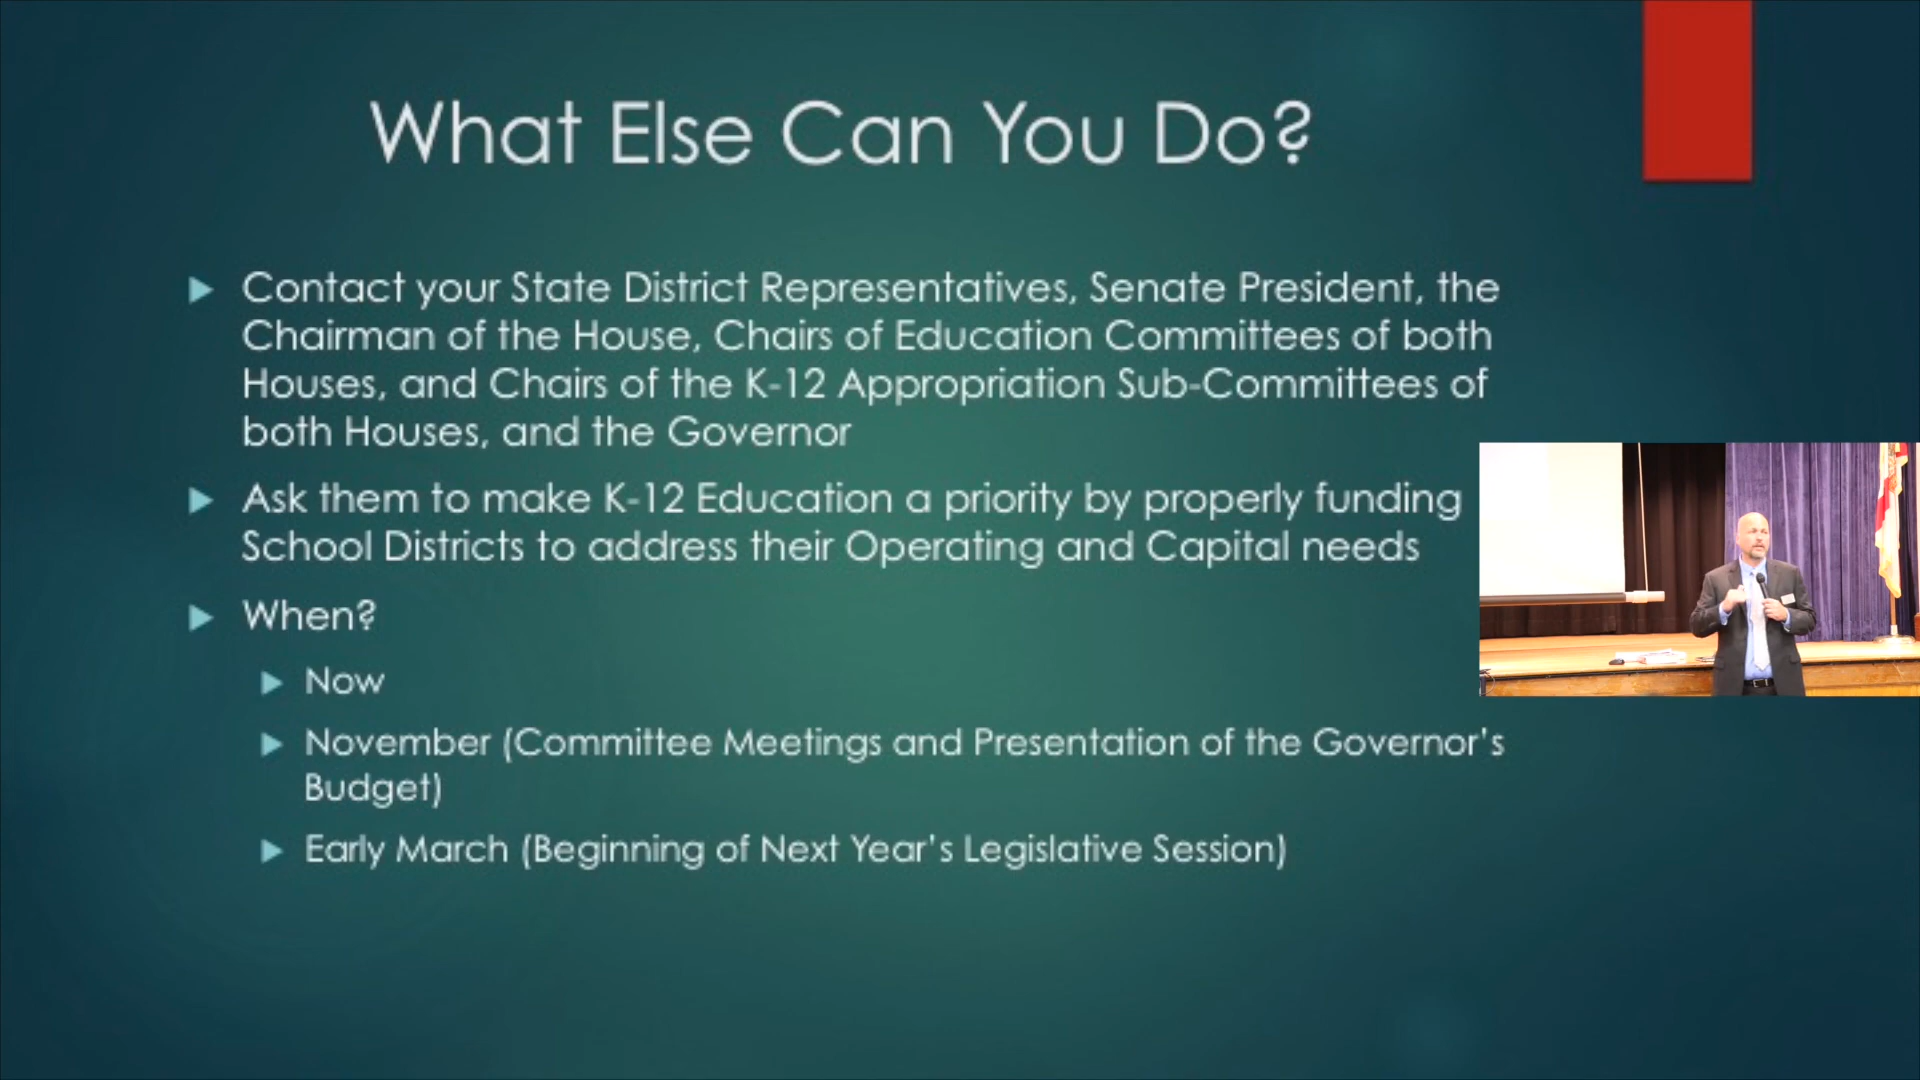 What Else Can You Do?
Contact your State District Representatives, Senate President, the
Chairman of the House, Chairs of Education Committees of both
Houses, and Chairs of the K-12 Appropriation Sub-Committees of
both Houses, and the Governor
Ask them to make K-12 Education a priority by properly funding
School Districts to address their Operating and Capital needs
When?
Now
November (Committee Meetings and Presentation of the Governor's
Budget)
Early March (Beginning of Next Year's Legislative Session)